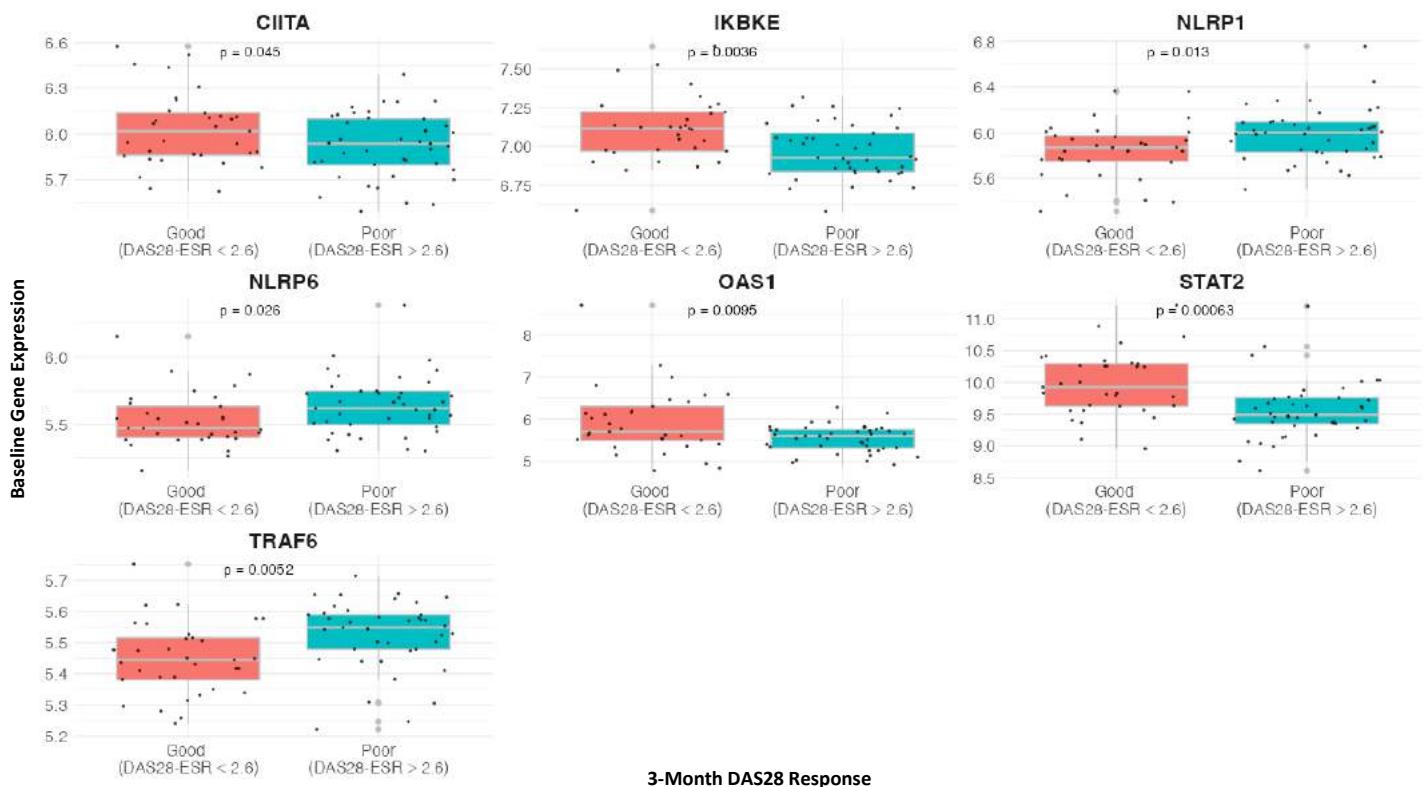 CIITA
p = 0.045
6.6
6.3
6.0
5.7
Good
(DAS28-ESR < 2.6)
Poor
(DAS28-ESR > 2.6)
IKBKE
p = 0.0036
7.50
7.25
7.00
6.75
Good
(DAS28-ESR < 2.6)
Poor
(DAS28-ESR > 2.6)
NLRP1
p = 0.013
6.8
6.4
6.0
5.6
Good
(DAS28-ESR < 2.6)
Poor
(DAS28-ESR > 2.6)
Baseline Gene Expression
NLRP6
p = 0.026
6.0
5.5
Good
(DAS28-ESR < 2.6)
Poor
(DAS28-ESR > 2.6)
OAS1
p = 0.0095
8
7
6
5
Good
(DAS28-ESR < 2.6)
Poor
(DAS28-ESR > 2.6)
STAT2
p = 0.00063
11.0
10.5
10.0
9.5
9.0
8.5
Good
(DAS28-ESR < 2.6)
Poor
(DAS28-ESR > 2.6)
TRAF6
p = 0.0052
5.7
5.6
5.5
5.4
5.3
5.2
Good
(DAS28-ESR < 2.6)
Poor
(DAS28-ESR > 2.6)
3-Month DAS28 Response